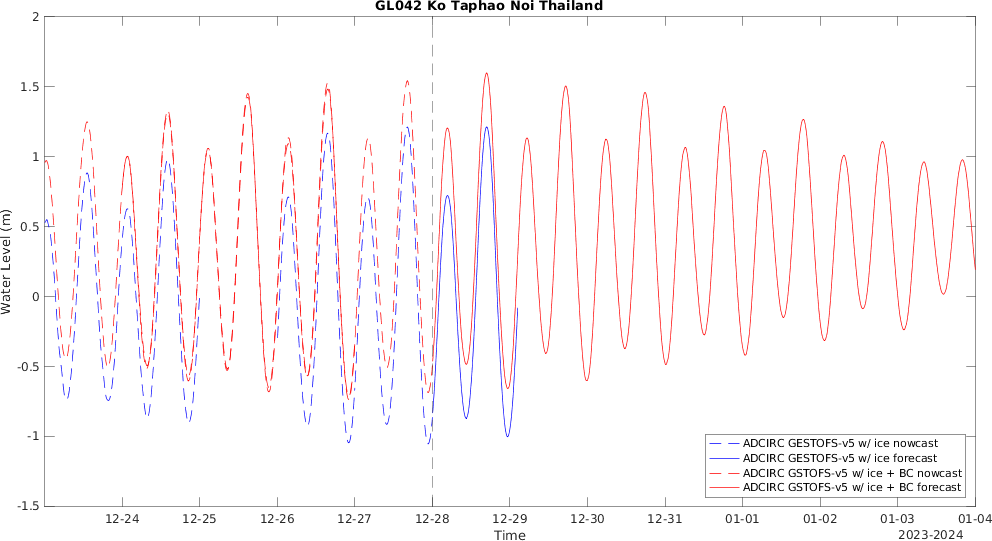 GL042 Ko Taphao Noi Thailand
2
1.5
1
0.5
0
-0.5
-1
-1.5
Water Level (m)
12-24 12-25 12-26 12-27 12-28 12-29 12-30 12-31 01-01 01-02 01-03 01-04
Time
2023-2024
ADCIRC GESTOFS-v5 w/ ice nowcast
ADCIRC GESTOFS-v5 w/ ice forecast
ADCIRC GSTOFS-v5 w/ ice + BC nowcast
ADCIRC GSTOFS-v5 w/ ice + BC forecast